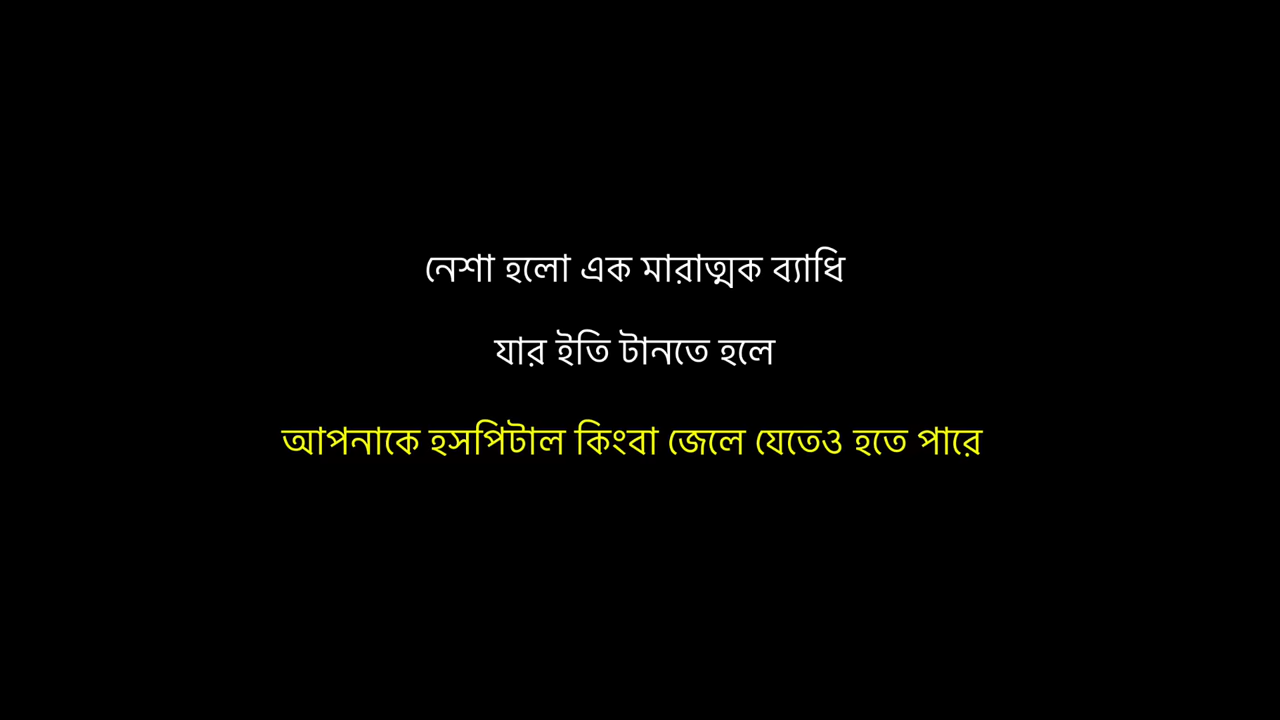 নেশা হলো এক মারাত্মক ব্যাধি
যার ইতি টানতে হলে
আপনাকে হসপিটাল কিংবা জেলে যেতেও হতে পারে